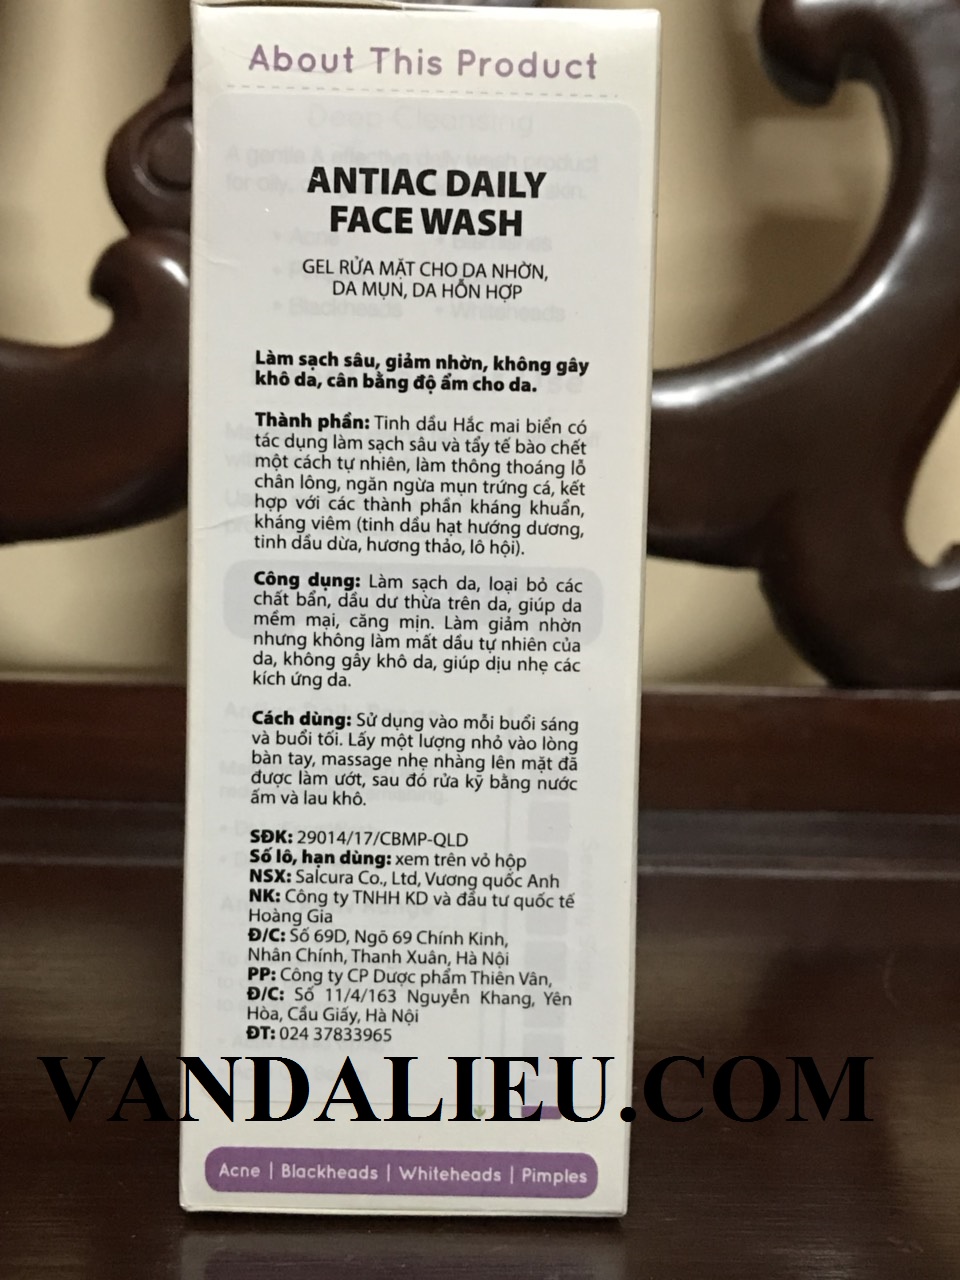 About This Product
ANTIAC DAILY
FACE WASH
GEL RỬA MẶT CHO DA NHỜN,
DA MỤN, DA HỖN HỢP
Làm sạch sâu, giảm nhờn, không gây
khô da, cân bằng độ ẩm cho da.
Thành phần: Tinh dầu Hắc mai biển có
tác dụng làm sạch sâu và tẩy tế bào chết
một cách tự nhiên, làm thông thoáng lỗ
chân lông, ngăn ngừa mụn trứng cá, kết
hợp với các thành phần kháng khuẩn,
kháng viêm (tinh dầu hạt hướng dương,
tinh dầu dừa, hương thảo, lô hội).
Công dụng: Làm sạch da, loại bỏ các
chất bẩn, dầu dư thừa trên da, giúp da
mềm mại, căng mịn. Làm giảm nhờn
nhưng không làm mất dầu tự nhiên của
da, không gây khô da, giúp dịu nhẹ các
kích ứng da.
Cách dùng: Sử dụng vào mỗi buổi sáng
và buổi tối. Lấy một lượng nhỏ vào lòng
bàn tay, massage nhẹ nhàng lên mặt đã
được làm ướt, sau đó rửa kỹ bằng nước
ấm và lau khô.
SĐK: 29014/17/CBMP-QLD
Số lô, hạn dùng: xem trên vỏ hộp
NSX: Salcura Co., Ltd, Vương quốc Anh
NK: Công ty TNHH KD và đầu tư quốc tế
Hoàng Gia
Đ/C: Số 69D, Ngõ 69 Chính Kinh,
Nhân Chính, Thanh Xuân, Hà Nội
PP: Công ty CP Dược phẩm Thiên Vân,
Đ/C: Số 11/4/163 Nguyễn Khang, Yên
Hòa, Cầu Giấy, Hà Nội
ĐT: 024 37833965
VANDALIEU.COM
Acne | Blackheads | Whiteheads | Pimples